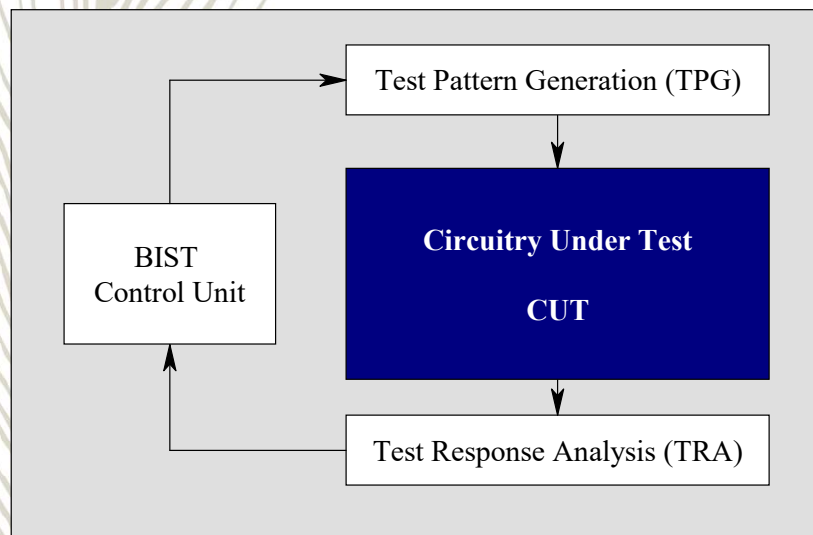 Test Pattern Generation (TPG)
BIST
Control Unit
Circuitry Under Test
CUT
Test Response Analysis (TRA)